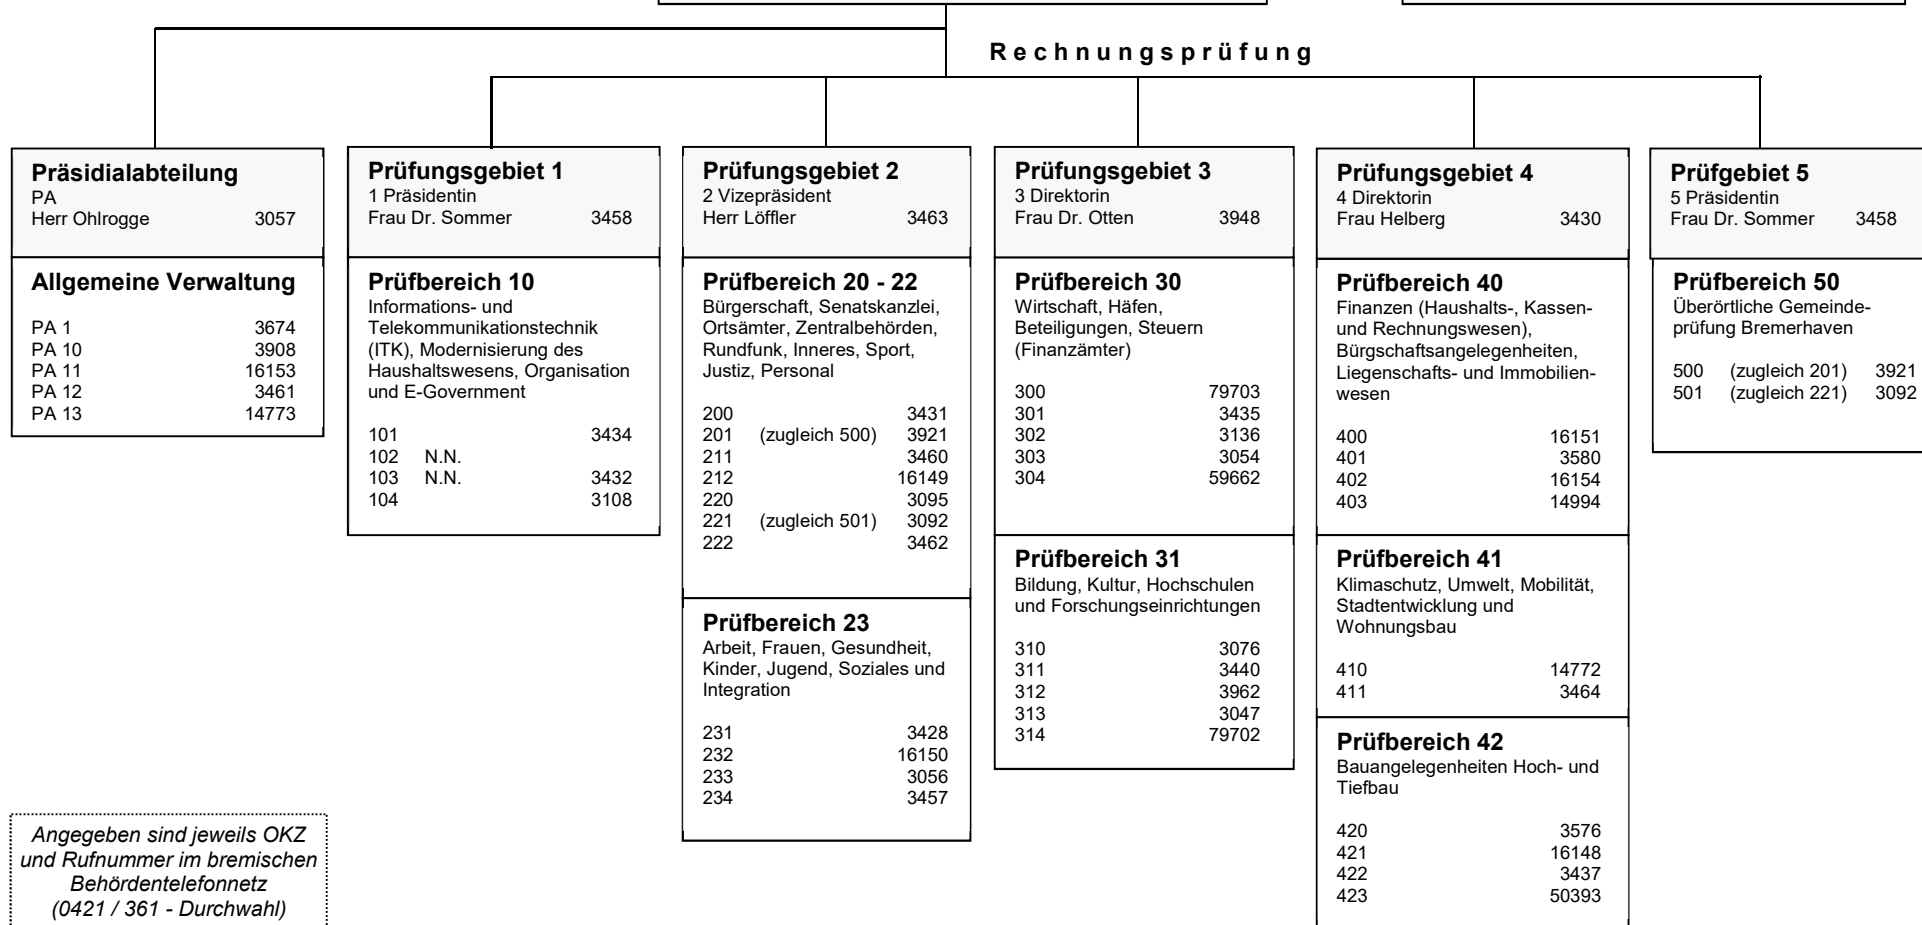 R e c h n u n g s p r ü f u n g
Präsidialabteilung
PA
Herr Ohlrogge 3057
Allgemeine Verwaltung
PA 1 3674
PA 10 3908
PA 11 16153
PA 12 3461
PA 13 14773
Prüfungsgebiet 1
1 Präsidentin
Frau Dr. Sommer 3458
Prüfbereich 10
Informations- und
Telekommunikationstechnik
(ITK), Modernisierung des
Haushaltswesens, Organisation
und E-Government
101 3434
102 N.N.
103 N.N. 3432
104 3108
Prüfungsgebiet 2
2 Vizepräsident
Herr Löffler 3463
Prüfbereich 20 - 22
Bürgerschaft, Senatskanzlei,
Ortsämter, Zentralbehörden,
Rundfunk, Inneres, Sport,
Justiz, Personal
200 3431
201 (zugleich 500) 3921
211 3460
212 16149
220 3095
221 (zugleich 501) 3092
222 3462
Prüfbereich 23
Arbeit, Frauen, Gesundheit,
Kinder, Jugend, Soziales und
Integration
231 3428
232 16150
233 3056
234 3457
Prüfungsgebiet 3
3 Direktorin
Frau Dr. Otten 3948
Prüfbereich 30
Wirtschaft, Häfen,
Beteiligungen, Steuern
(Finanzämter)
300 79703
301 3435
302 3136
303 3054
304 59662
Prüfbereich 31
Bildung, Kultur, Hochschulen
und Forschungseinrichtungen
310 3076
311 3440
312 3962
313 3047
314 79702
Prüfungsgebiet 4
4 Direktorin
Frau Helberg 3430
Prüfbereich 40
Finanzen (Haushalts-, Kassen-
und Rechnungswesen),
Bürgschaftsangelegenheiten,
Liegenschafts- und Immobilien-
wesen
400 16151
401 3580
402 16154
403 14994
Prüfbereich 41
Klimaschutz, Umwelt, Mobilität,
Stadtentwicklung und
Wohnungsbau
410 14772
411 3464
Prüfbereich 42
Bauangelegenheiten Hoch- und
Tiefbau
420 3576
421 16148
422 3437
423 50393
Prüfgebiet 5
5 Präsidentin
Frau Dr. Sommer 3458
Prüfbereich 50
Überörtliche Gemeinde-
prüfung Bremerhaven
500 (zugleich 201) 3921
501 (zugleich 221) 3092
Angegeben sind jeweils OKZ
und Rufnummer im bremischen
Behördentelefonnetz
(0421 / 361 - Durchwahl)